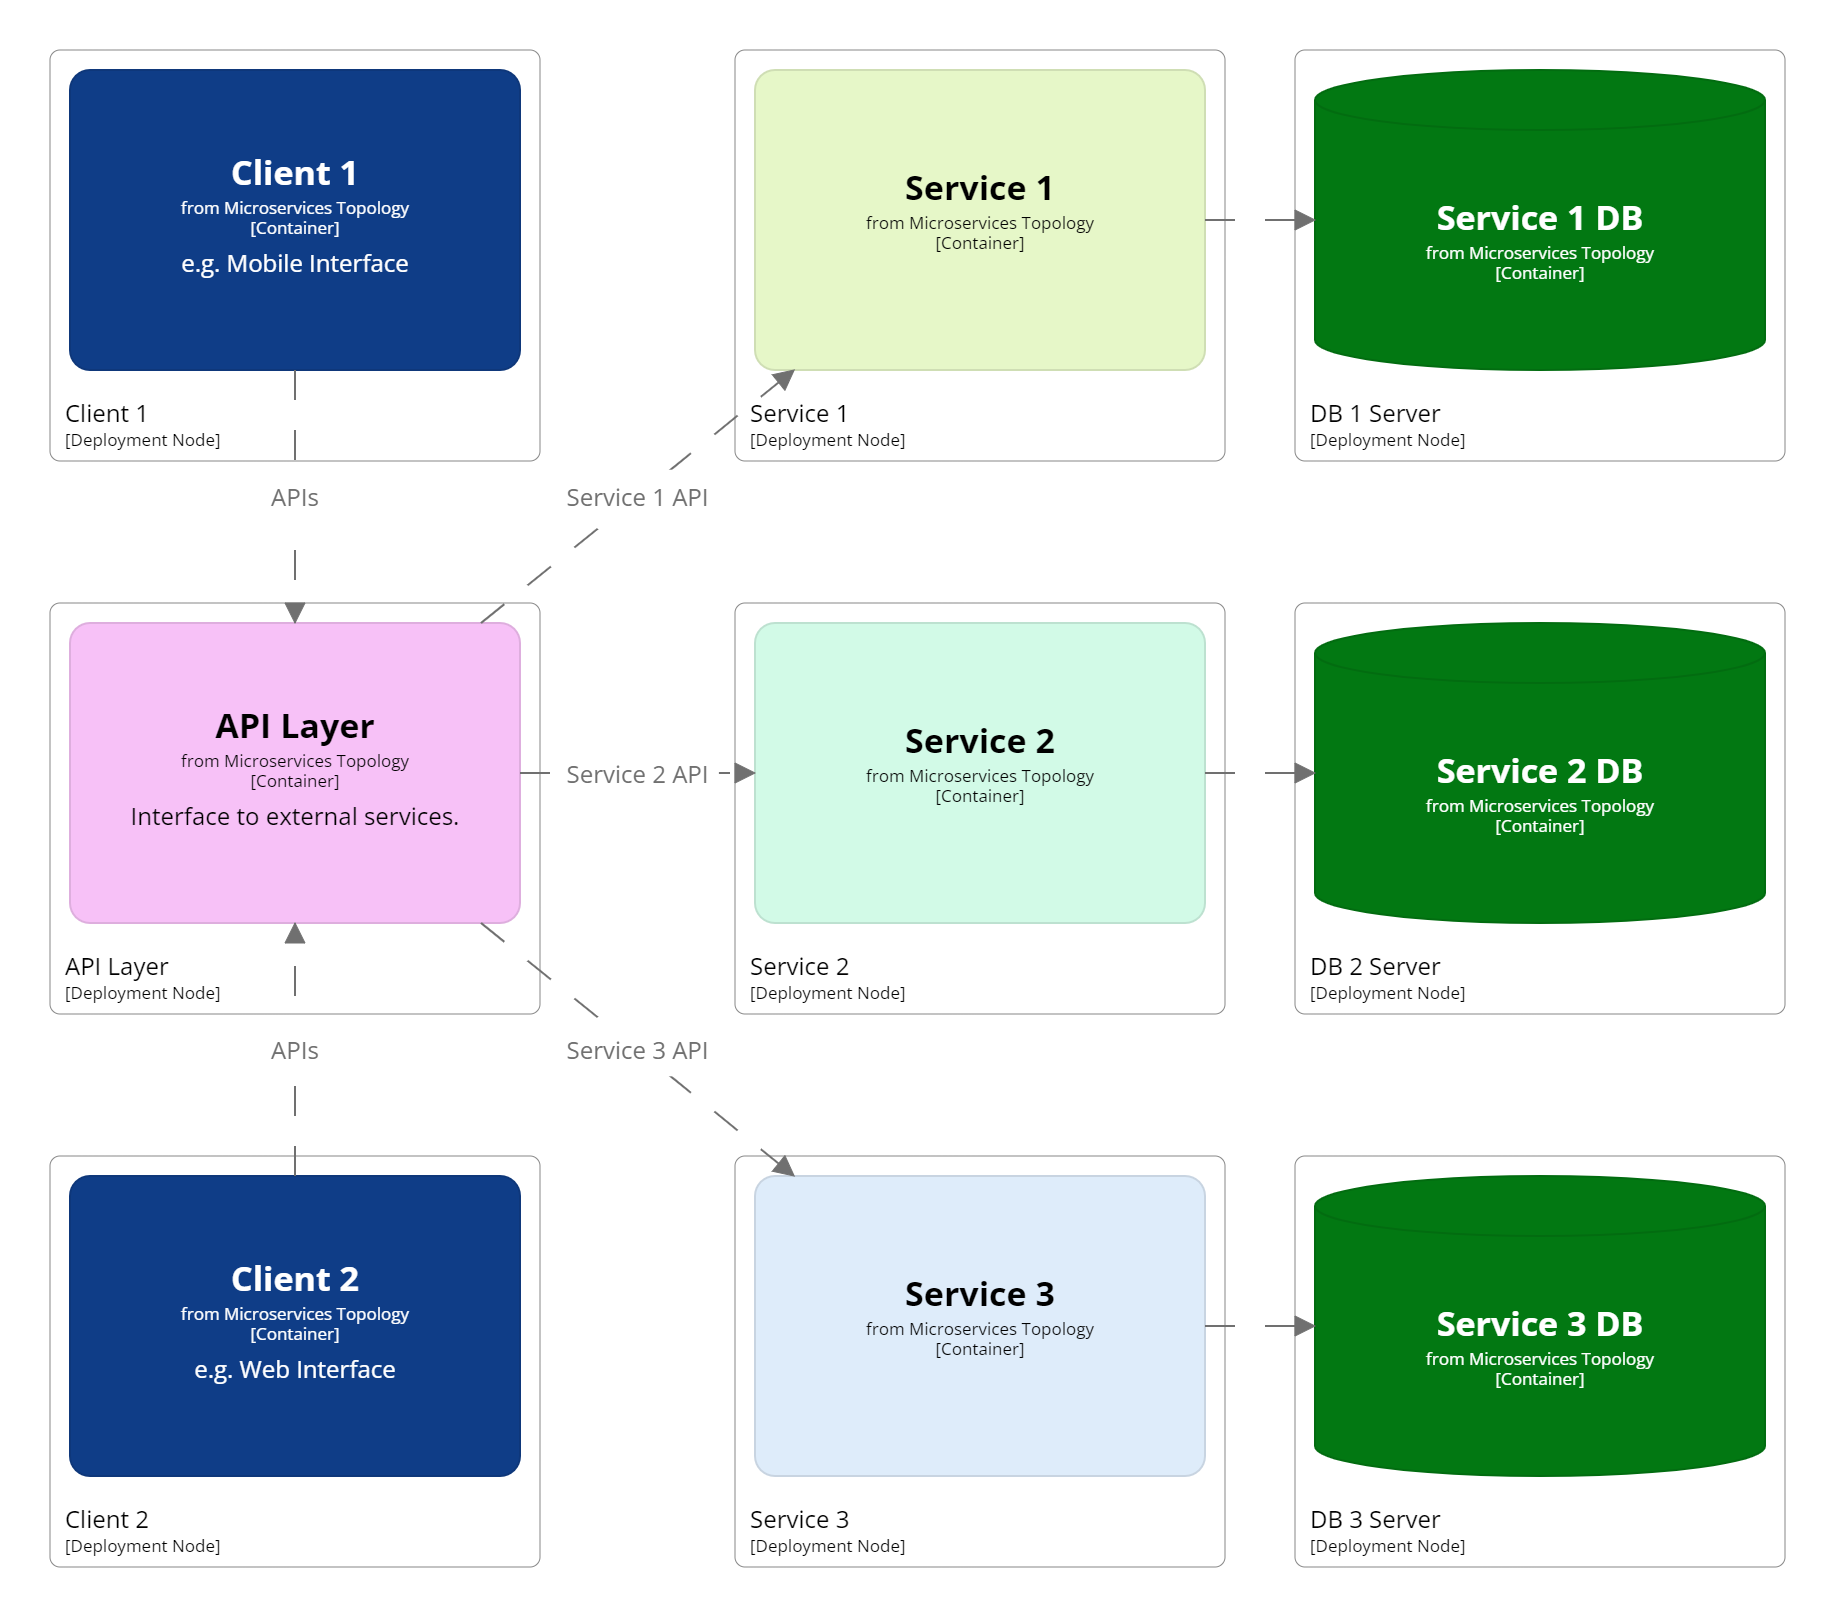 Client 1
from Microservices Topology
[Container]
e.g. Mobile Interface
Client 1
[Deployment Node]
Service 1
from Microservices Topology
[Container]
Service 1
[Deployment Node]
Service 1 DB
from Microservices Topology
[Container]
DB 1 Server
[Deployment Node]
APIs
Service 1 API
API Layer
from Microservices Topology
[Container]
Interface to external services.
API Layer
[Deployment Node]
Service 2 API
Service 2
from Microservices Topology
[Container]
Service 2
[Deployment Node]
Service 2 DB
from Microservices Topology
[Container]
DB 2 Server
[Deployment Node]
APIs
Service 3 API
Client 2
from Microservices Topology
[Container]
e.g. Web Interface
Client 2
[Deployment Node]
Service 3
from Microservices Topology
[Container]
Service 3
[Deployment Node]
Service 3 DB
from Microservices Topology
[Container]
DB 3 Server
[Deployment Node]